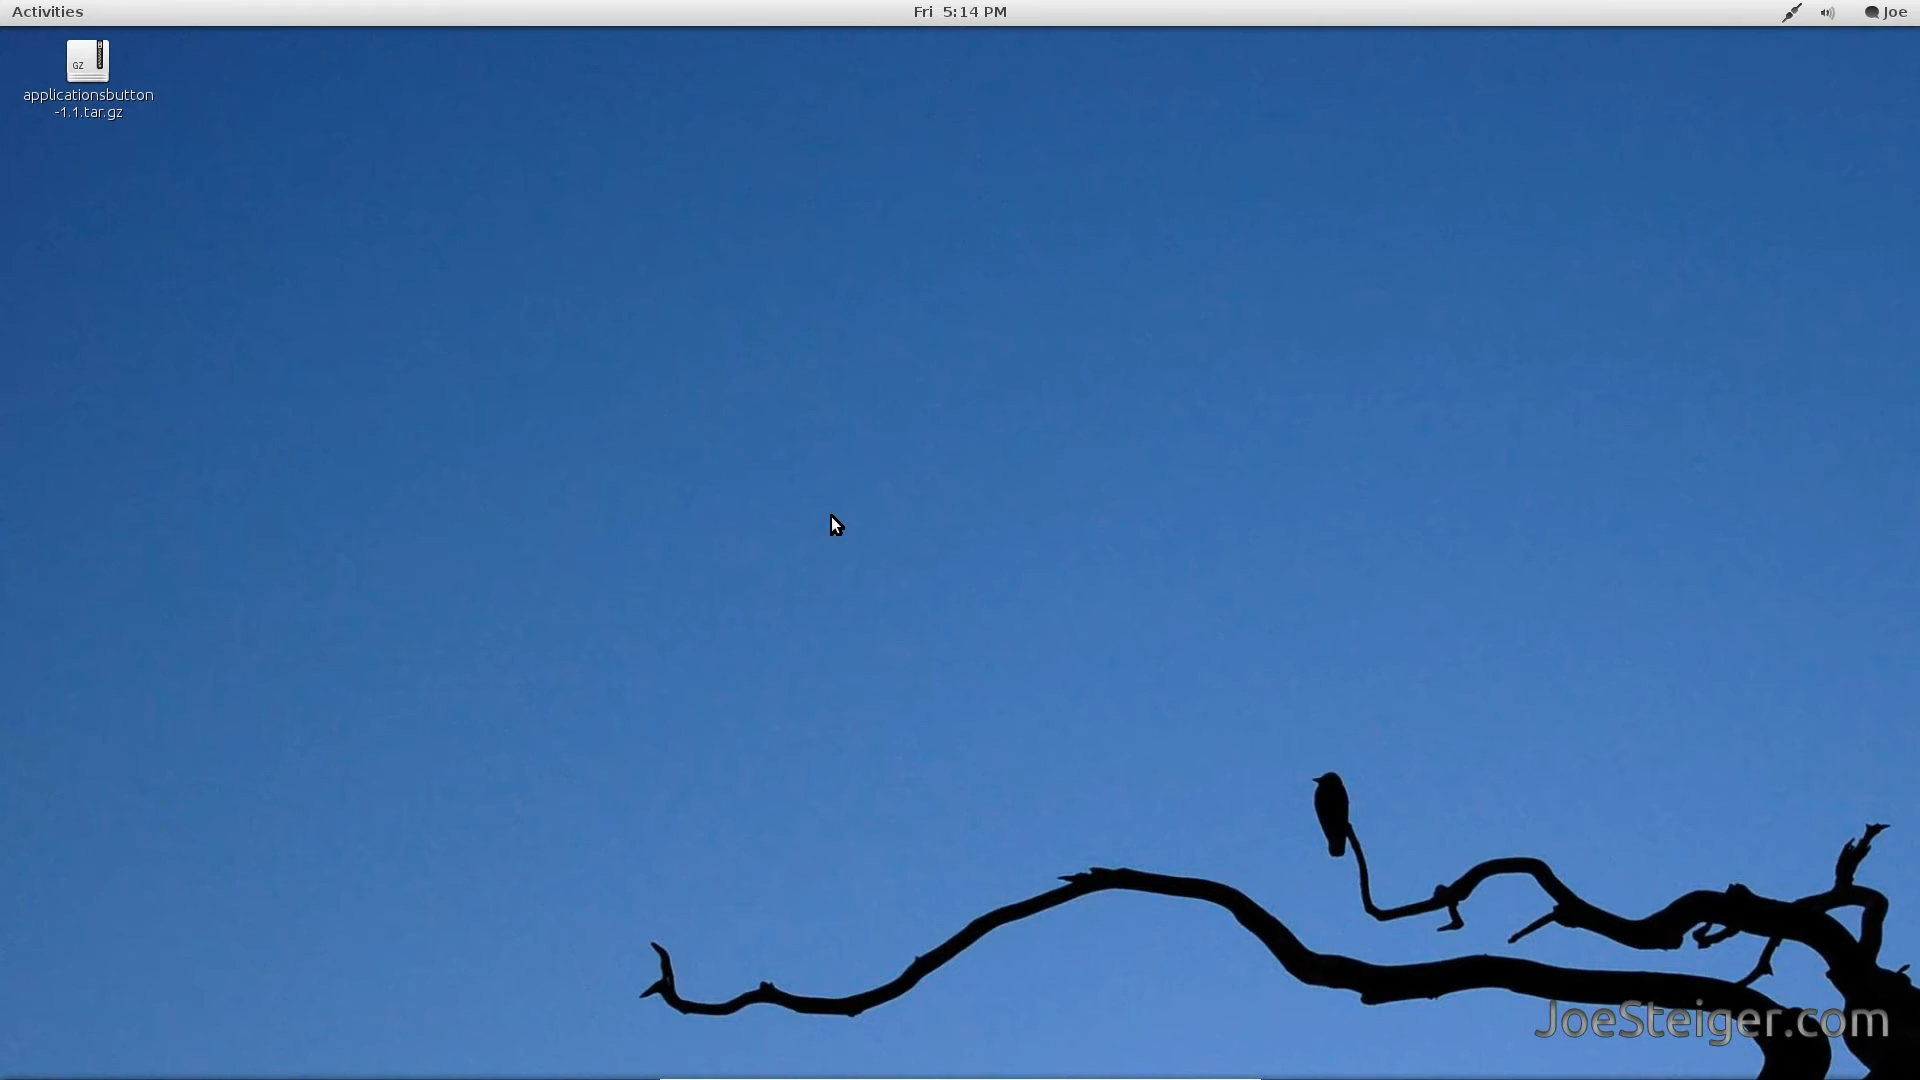 Activities
Fri 5:14 PM
Joe
GZ
applicationsbutton
-1.1.tar.gz
JoeSteiger.com